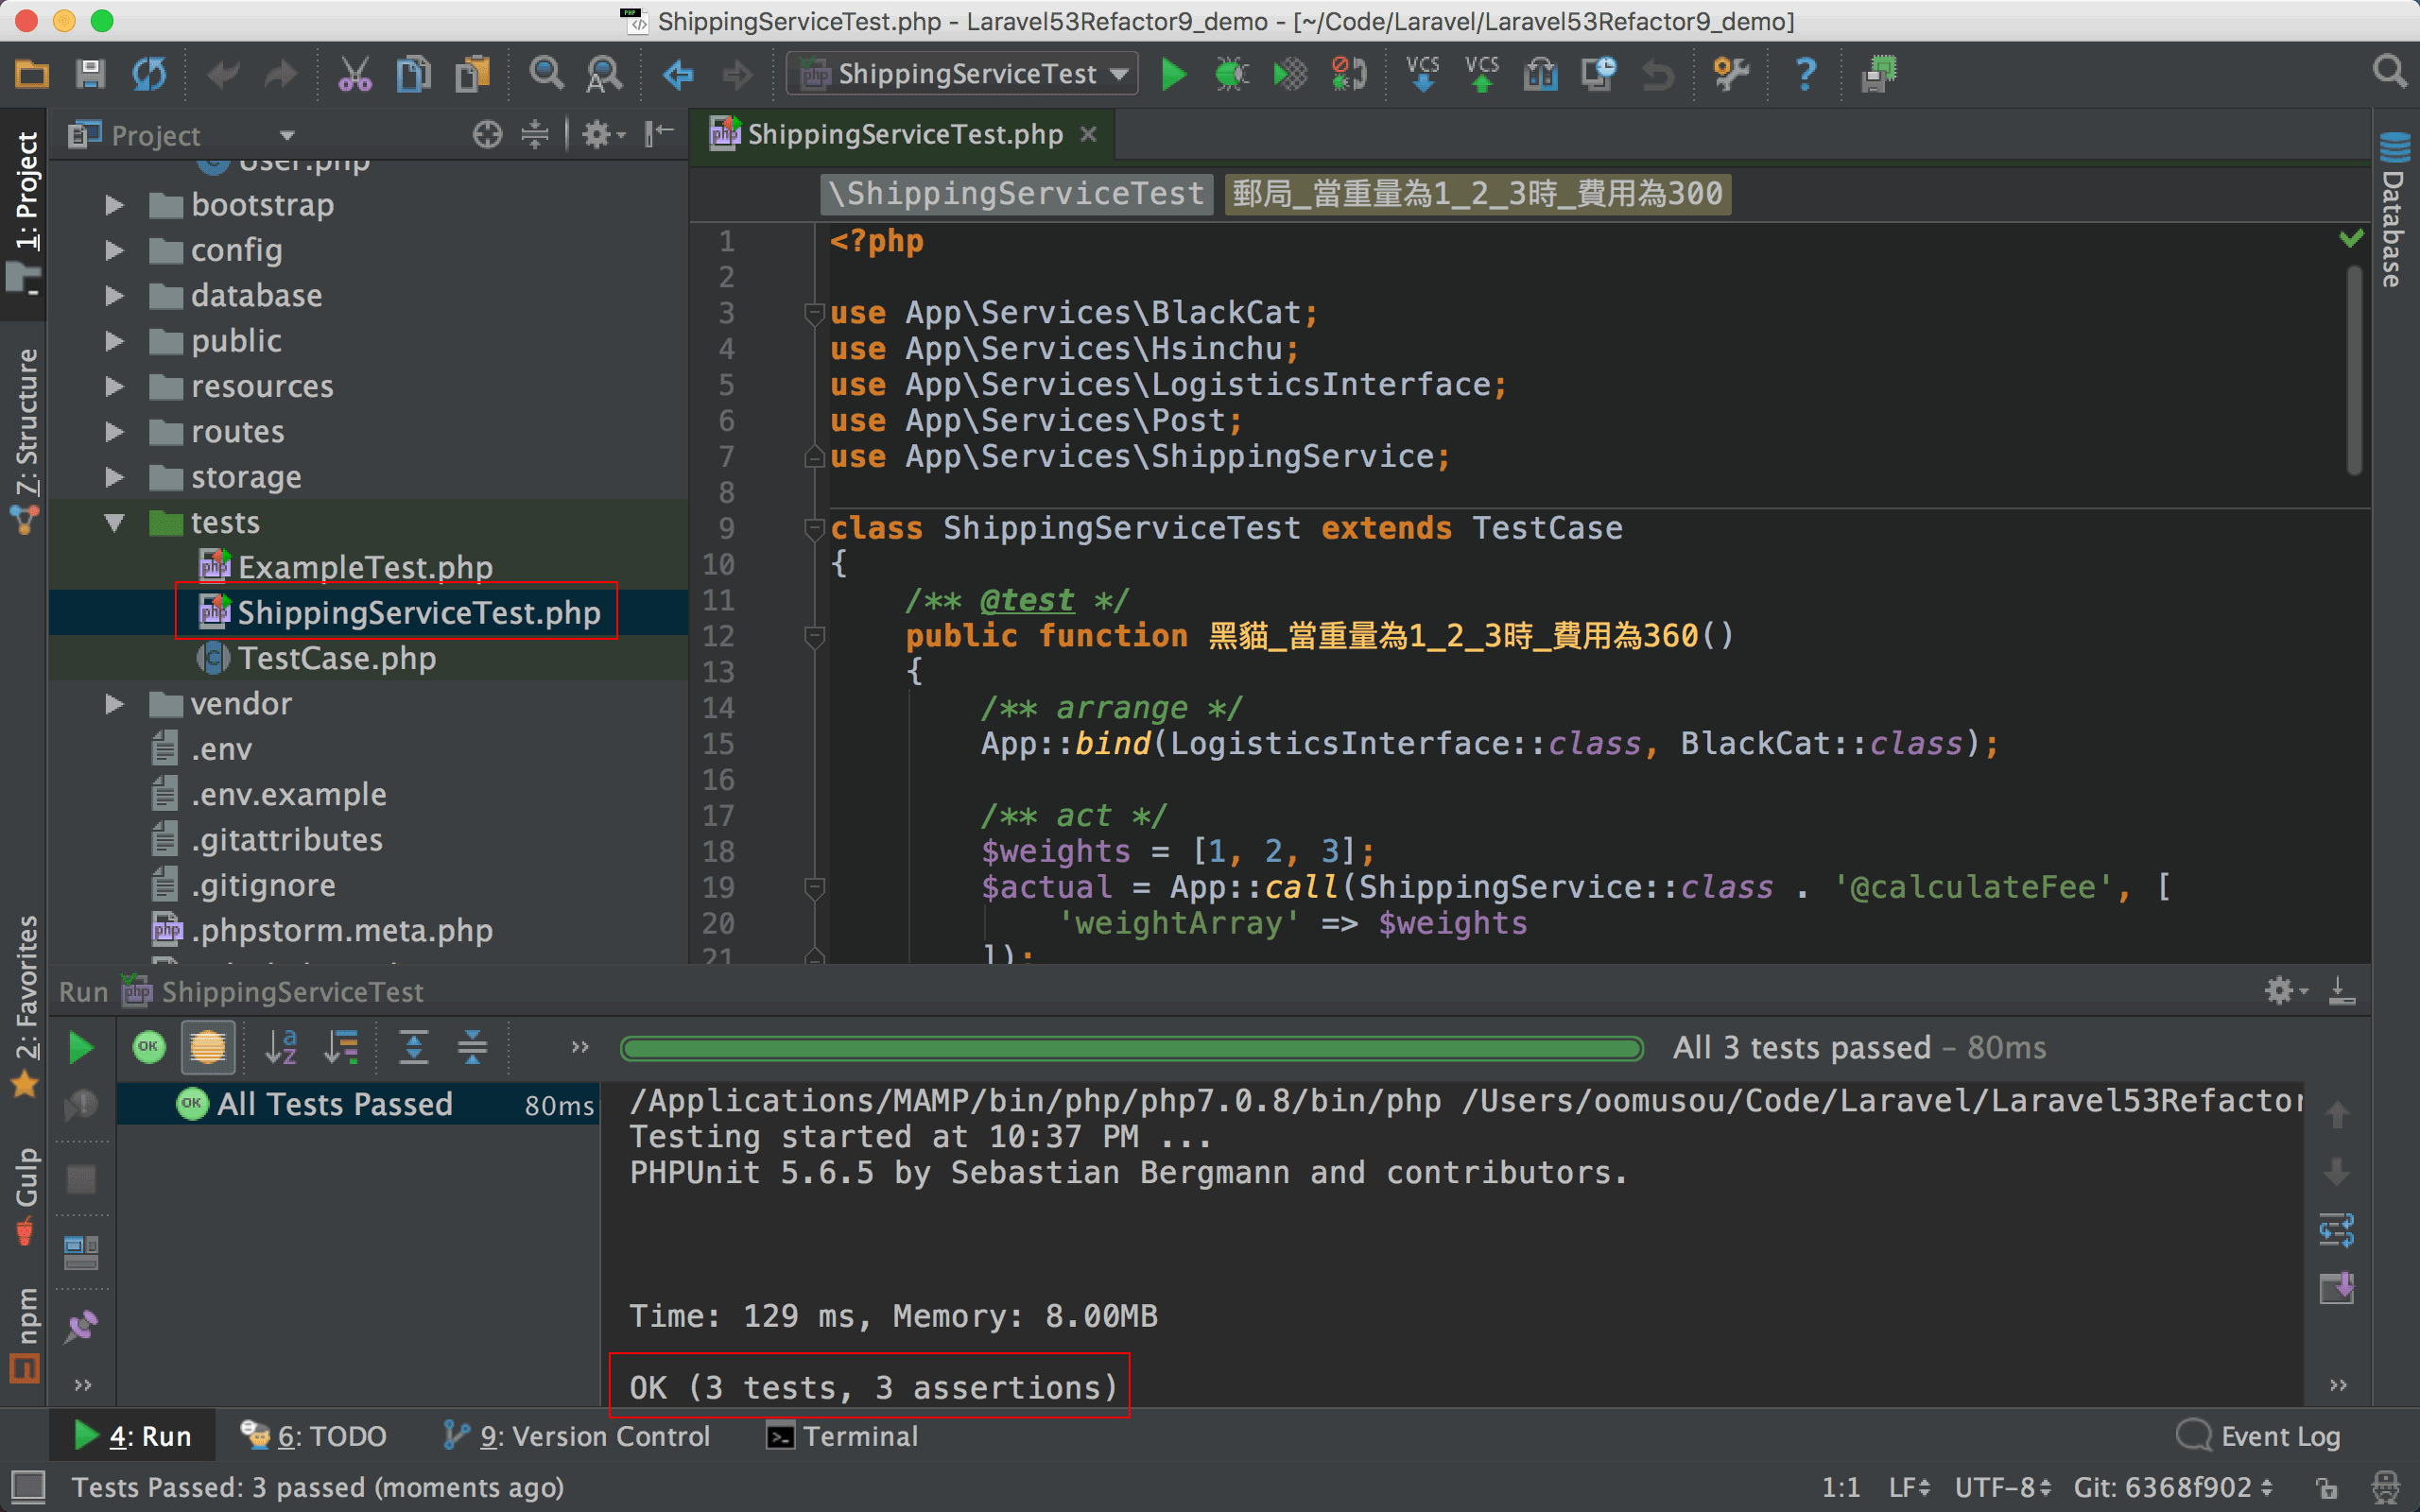 ShippingServiceTest.php - Laravel53Refactor9_demo - [~/Code/Laravel/Laravel53Refactor9_demo]
ShippingServiceTest
VCS
VCS
Project
ShippingServiceTest.php
\ShippingServiceTest
郵局_當重量為1_2_3時_費用為300
1: Project
7: Structure
2: Favorites
Gulp
npm
Database
User.php
bootstrap
config
database
public
resources
routes
storage
tests
ExampleTest.php
ShippingServiceTest.php
TestCase.php
vendor
.env
.env.example
.gitattributes
.gitignore
.phpstorm.meta.php
1 <?php
2
3 use App\Services\BlackCat;
4 use App\Services\Hsinchu;
5 use App\Services\LogisticsInterface;
6 use App\Services\Post;
7 use App\Services\ShippingService;
8
9 class ShippingServiceTest extends TestCase
10 {
11 /** @test */
12 public function 黑貓_當重量為1_2_3時_費用為360()
13 {
14 /** arrange */
15 App::bind(LogisticsInterface::class, BlackCat::class);
16
17 /** act */
18 $weights = [1, 2, 3];
19 $actual = App::call(ShippingService::class . '@calculateFee', [
20 'weightArray' => $weights
21 ]);
Run ShippingServiceTest
All 3 tests passed – 80ms
OK All Tests Passed 80ms
/Applications/MAMP/bin/php/php7.0.8/bin/php /Users/oomusou/Code/Laravel/Laravel53Refactor
Testing started at 10:37 PM ...
PHPUnit 5.6.5 by Sebastian Bergmann and contributors.
Time: 129 ms, Memory: 8.00MB
OK (3 tests, 3 assertions)
4: Run
6: TODO
9: Version Control
Terminal
Event Log
Tests Passed: 3 passed (moments ago)
1:1
LF
UTF-8
Git: 6368f902